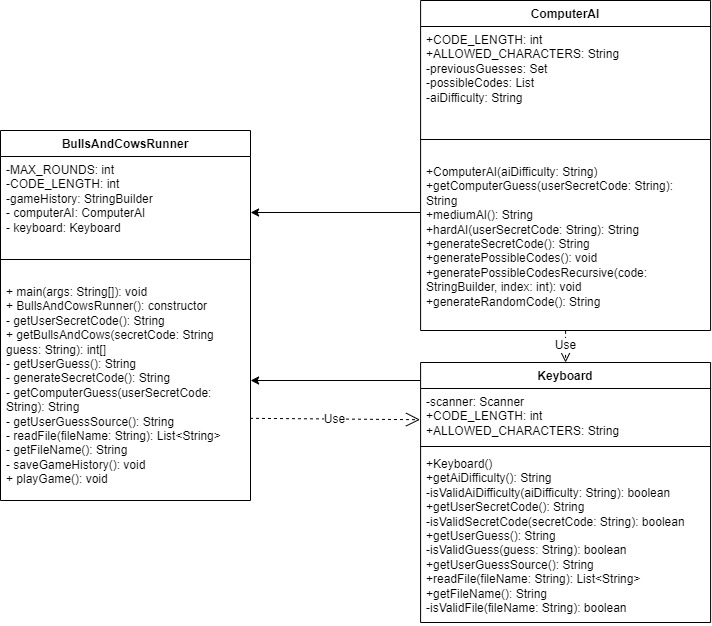 ComputerAI
+CODE_LENGTH: int
+ALLOWED_CHARACTERS: String
-previousGuesses: Set
-possibleCodes: List
-aiDifficulty: String
+ComputerAI(aiDifficulty: String)
+getComputerGuess(userSecretCode: String):
String
+mediumAI(): String
+hardAI(userSecretCode: String): String
+generateSecretCode(): String
+generatePossibleCodes(): void
+generatePossibleCodesRecursive(code:
StringBuilder, index: int): void
+generateRandomCode(): String
BullsAndCowsRunner
-MAX_ROUNDS: int
-CODE_LENGTH: int
-gameHistory: StringBuilder
- computerAI: ComputerAI
- keyboard: Keyboard
+ main(args: String[]): void
+ BullsAndCowsRunner(): constructor
- getUserSecretCode(): String
+ getBullsAndCows(secretCode: String
guess: String): int[]
- getUserGuess(): String
- generateSecretCode(): String
- getComputerGuess(userSecretCode:
String): String
- getUserGuessSource(): String
- readFile(fileName: String): List<String>
- getFileName(): String
- saveGameHistory(): void
+ playGame(): void
Use
Use
Keyboard
-scanner: Scanner
+CODE_LENGTH: int
+ALLOWED_CHARACTERS: String
+Keyboard()
+getAiDifficulty(): String
-isValidAiDifficulty(aiDifficulty: String): boolean
+getUserSecretCode(): String
-isValidSecretCode(secretCode: String): boolean
+getUserGuess(): String
-isValidGuess(guess: String): boolean
+getUserGuessSource(): String
+readFile(fileName: String): List<String>
+getFileName(): String
-isValidFile(fileName: String): boolean